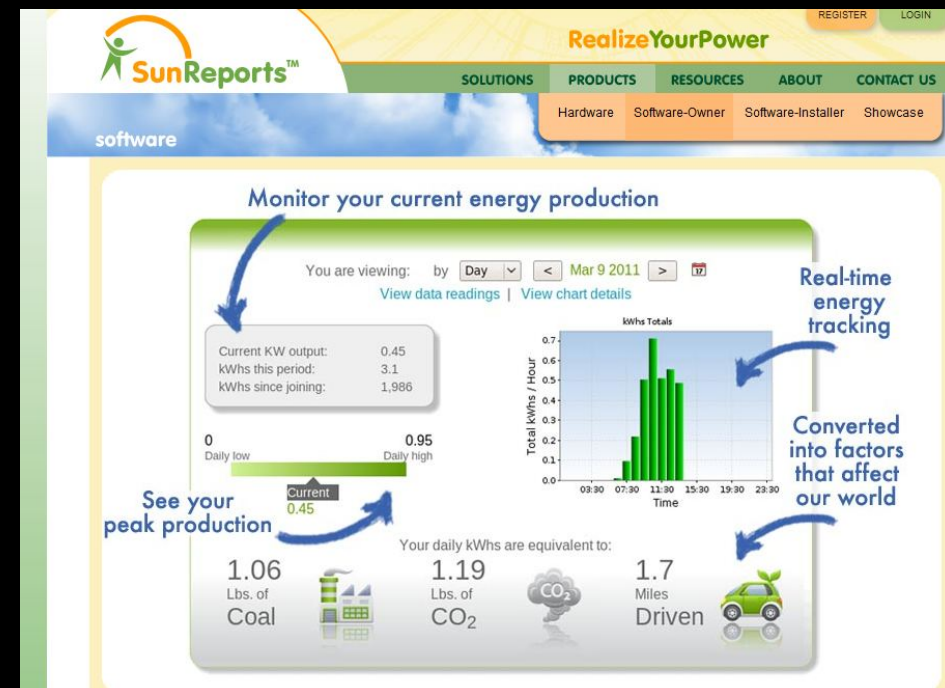 REGISTER LOGIN
RealizeYourPower
SunReports™
SOLUTIONS PRODUCTS RESOURCES ABOUT CONTACT US
Hardware Software-Owner Software-Installer Showcase
software
Monitor your current energy production
You are viewing: by Day < Mar 9 2011 > 17
View data readings | View chart details
Real-time
energy
tracking
Current KW output: 0.45
kWhs this period: 3.1
kWhs since joining: 1,986
kWhs Totals
Total kWhs / Hour
0.7
0.6
0.5
0.4
0.3
0.2
0.1
0.0
03:30 07:30 11:30 15:30 19:30 23:30
Time
0 0.95
Daily low Daily high
Current
0.45
See your
peak production
Converted
into factors
that affect
our world
Your daily kWhs are equivalent to:
1.06
Lbs. of
Coal
1.19
Lbs. of
CO2
CO2
1.7
Miles
Driven